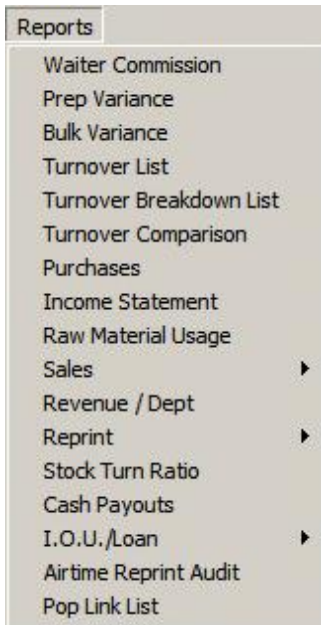 Reports
Waiter Commission
Prep Variance
Bulk Variance
Turnover List
Turnover Breakdown List
Turnover Comparison
Purchases
Income Statement
Raw Material Usage
Sales
Revenue / Dept
Reprint
Stock Turn Ratio
Cash Payouts
I.O.U./Loan
Airtime Reprint Audit
Pop Link List